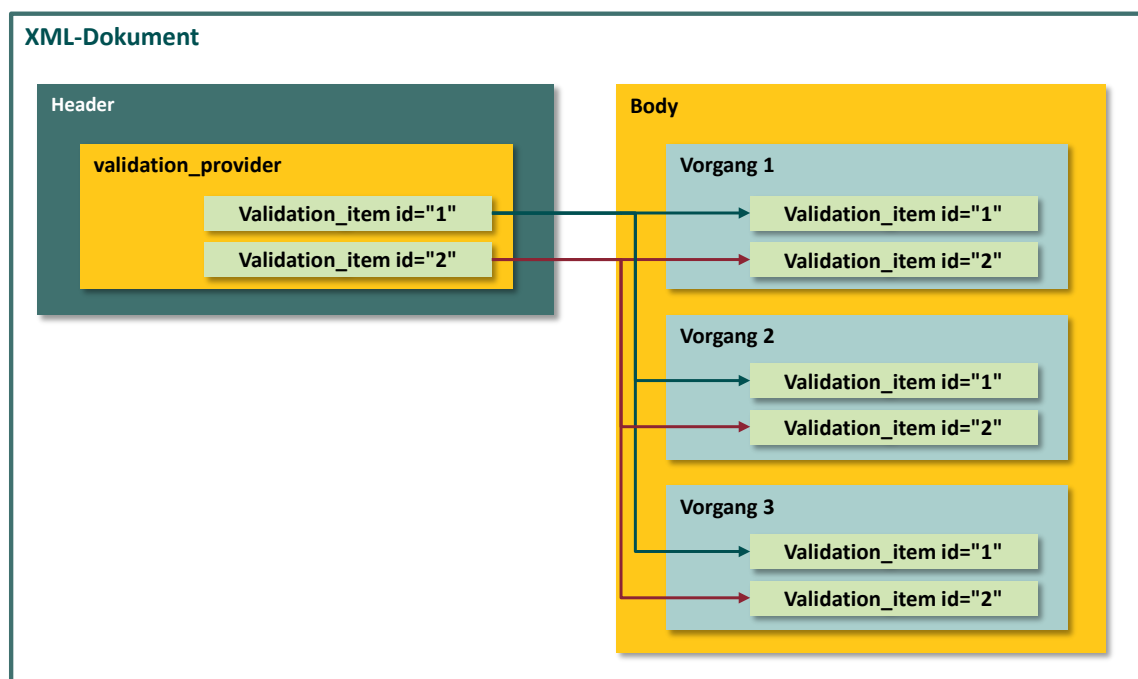 XML-Dokument
Header
validation_provider
Validation_item id="1"
Validation_item id="2"
Body
Vorgang 1
Validation_item id="1"
Validation_item id="2"
Vorgang 2
Validation_item id="1"
Validation_item id="2"
Vorgang 3
Validation_item id="1"
Validation_item id="2"